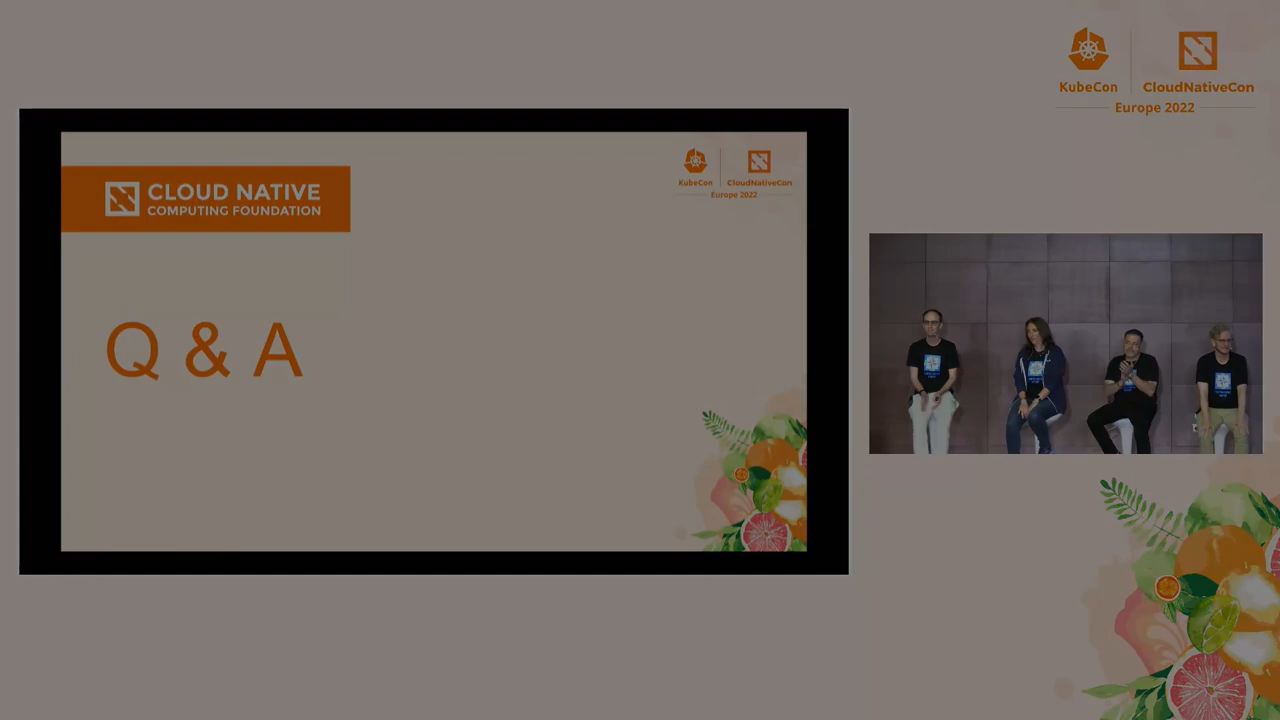 CLOUD NATIVE
COMPUTING FOUNDATION
KubeCon
CloudNativeCon
Europe 2022
Q & A
KubeCon
CloudNativeCon
Europe 2022